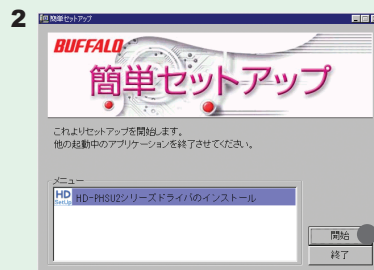 2
簡単セットアップ
BUFFALO
簡単セットアップ
これよりセットアップを開始します。
他の起動中のアプリケーションを終了させてください。
メニュー
HD
SetUp
HD-PHSU2シリーズドライバのインストール
開始
終了